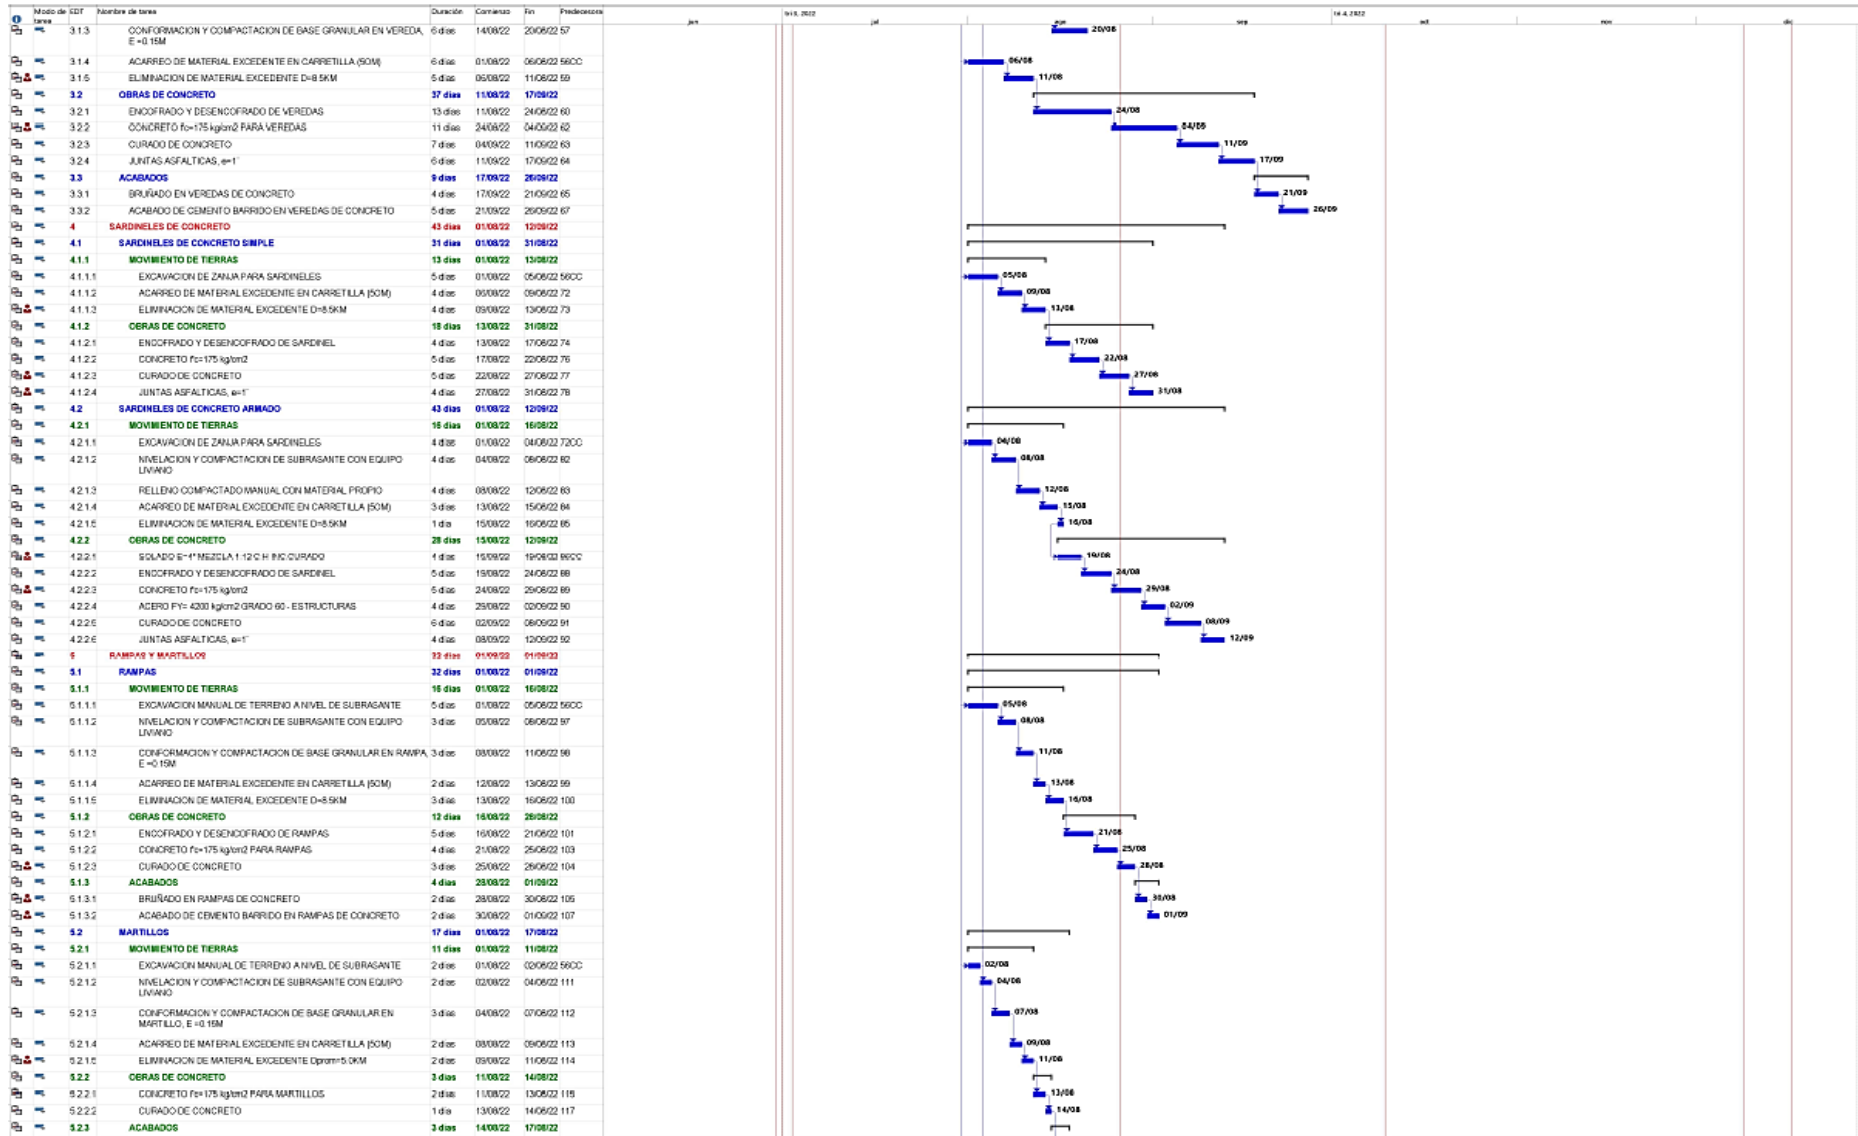 Modo de tarea EDT Nombre de tarea Duración Comienzo Fin Predecesoras
tri 3, 2022 tri 4, 2022
jun jul ago sep oct nov dic
3.1.3 CONFORMACION Y COMPACTACION DE BASE GRANULAR EN VEREDA, E =0.15M 6 días 14/08/22 20/08/22 57 20/08
3.1.4 ACARREO DE MATERIAL EXCEDENTE EN CARRETILLA (50M) 6 días 01/08/22 06/08/22 56CC 06/08
3.1.5 ELIMINACION DE MATERIAL EXCEDENTE D=8.5KM 5 días 06/08/22 11/08/22 59 11/08
3.2 OBRAS DE CONCRETO 37 días 11/08/22 17/09/22
3.2.1 ENCOFRADO Y DESENCOFRADO DE VEREDAS 13 días 11/08/22 24/08/22 60 24/08
3.2.2 CONCRETO f'c=175 kg/cm2 PARA VEREDAS 11 días 24/08/22 04/09/22 62 04/09
3.2.3 CURADO DE CONCRETO 7 días 04/09/22 11/09/22 63 11/09
3.2.4 JUNTAS ASFALTICAS, e=1" 6 días 11/09/22 17/09/22 64 17/09
3.3 ACABADOS 9 días 17/09/22 26/09/22
3.3.1 BRUÑADO EN VEREDAS DE CONCRETO 4 días 17/09/22 21/09/22 65 21/09
3.3.2 ACABADO DE CEMENTO BARRIDO EN VEREDAS DE CONCRETO 5 días 21/09/22 26/09/22 67 26/09
4 SARDINELES DE CONCRETO 43 días 01/08/22 12/09/22
4.1 SARDINELES DE CONCRETO SIMPLE 31 días 01/08/22 31/08/22
4.1.1 MOVIMIENTO DE TIERRAS 13 días 01/08/22 13/08/22
4.1.1.1 EXCAVACION DE ZANJA PARA SARDINELES 5 días 01/08/22 05/08/22 56CC 05/08
4.1.1.2 ACARREO DE MATERIAL EXCEDENTE EN CARRETILLA (50M) 4 días 06/08/22 09/08/22 72 09/08
4.1.1.3 ELIMINACION DE MATERIAL EXCEDENTE D=8.5KM 4 días 09/08/22 13/08/22 73 13/08
4.1.2 OBRAS DE CONCRETO 18 días 13/08/22 31/08/22
4.1.2.1 ENCOFRADO Y DESENCOFRADO DE SARDINEL 4 días 13/08/22 17/08/22 74 17/08
4.1.2.2 CONCRETO f'c=175 kg/cm2 5 días 17/08/22 22/08/22 76 22/08
4.1.2.3 CURADO DE CONCRETO 5 días 22/08/22 27/08/22 77 27/08
4.1.2.4 JUNTAS ASFALTICAS, e=1" 4 días 27/08/22 31/08/22 78 31/08
4.2 SARDINELES DE CONCRETO ARMADO 43 días 01/08/22 12/09/22
4.2.1 MOVIMIENTO DE TIERRAS 16 días 01/08/22 16/08/22
4.2.1.1 EXCAVACION DE ZANJA PARA SARDINELES 4 días 01/08/22 04/08/22 72CC 04/08
4.2.1.2 NIVELACION Y COMPACTACION DE SUBRASANTE CON EQUIPO LIVIANO 4 días 04/08/22 08/08/22 82 08/08
4.2.1.3 RELLENO COMPACTADO MANUAL CON MATERIAL PROPIO 4 días 08/08/22 12/08/22 83 12/08
4.2.1.4 ACARREO DE MATERIAL EXCEDENTE EN CARRETILLA (50M) 3 días 13/08/22 15/08/22 84 15/08
4.2.1.5 ELIMINACION DE MATERIAL EXCEDENTE D=8.5KM 1 día 15/08/22 16/08/22 85 16/08
4.2.2 OBRAS DE CONCRETO 28 días 15/08/22 12/09/22
4.2.2.1 SOLADO E=4" MEZCLA 1:12 C:H INC.CURADO 4 días 15/08/22 19/08/22 86CC 19/08
4.2.2.2 ENCOFRADO Y DESENCOFRADO DE SARDINEL 5 días 19/08/22 24/08/22 88 24/08
4.2.2.3 CONCRETO f'c=175 kg/cm2 5 días 24/08/22 29/08/22 89 29/08
4.2.2.4 ACERO FY= 4200 kg/cm2 GRADO 60 - ESTRUCTURAS 4 días 29/08/22 02/09/22 90 02/09
4.2.2.5 CURADO DE CONCRETO 6 días 02/09/22 08/09/22 91 08/09
4.2.2.6 JUNTAS ASFALTICAS, e=1" 4 días 08/09/22 12/09/22 92 12/09
5 RAMPAS Y MARTILLOS 32 días 01/08/22 01/09/22
5.1 RAMPAS 32 días 01/08/22 01/09/22
5.1.1 MOVIMIENTO DE TIERRAS 16 días 01/08/22 16/08/22
5.1.1.1 EXCAVACION MANUAL DE TERRENO A NIVEL DE SUBRASANTE 5 días 01/08/22 05/08/22 56CC 05/08
5.1.1.2 NIVELACION Y COMPACTACION DE SUBRASANTE CON EQUIPO LIVIANO 3 días 05/08/22 08/08/22 97 08/08
5.1.1.3 CONFORMACION Y COMPACTACION DE BASE GRANULAR EN RAMPA, E =0.15M 3 días 08/08/22 11/08/22 98 11/08
5.1.1.4 ACARREO DE MATERIAL EXCEDENTE EN CARRETILLA (50M) 2 días 12/08/22 13/08/22 99 13/08
5.1.1.5 ELIMINACION DE MATERIAL EXCEDENTE D=8.5KM 3 días 13/08/22 16/08/22 100 16/08
5.1.2 OBRAS DE CONCRETO 12 días 16/08/22 28/08/22
5.1.2.1 ENCOFRADO Y DESENCOFRADO DE RAMPAS 5 días 16/08/22 21/08/22 101 21/08
5.1.2.2 CONCRETO f'c=175 kg/cm2 PARA RAMPAS 4 días 21/08/22 25/08/22 103 25/08
5.1.2.3 CURADO DE CONCRETO 3 días 25/08/22 28/08/22 104 28/08
5.1.3 ACABADOS 4 días 28/08/22 01/09/22
5.1.3.1 BRUÑADO EN RAMPAS DE CONCRETO 2 días 28/08/22 30/08/22 105 30/08
5.1.3.2 ACABADO DE CEMENTO BARRIDO EN RAMPAS DE CONCRETO 2 días 30/08/22 01/09/22 107 01/09
5.2 MARTILLOS 17 días 01/08/22 17/08/22
5.2.1 MOVIMIENTO DE TIERRAS 11 días 01/08/22 11/08/22
5.2.1.1 EXCAVACION MANUAL DE TERRENO A NIVEL DE SUBRASANTE 2 días 01/08/22 02/08/22 56CC 02/08
5.2.1.2 NIVELACION Y COMPACTACION DE SUBRASANTE CON EQUIPO LIVIANO 2 días 02/08/22 04/08/22 111 04/08
5.2.1.3 CONFORMACION Y COMPACTACION DE BASE GRANULAR EN MARTILLO, E =0.15M 3 días 04/08/22 07/08/22 112 07/08
5.2.1.4 ACARREO DE MATERIAL EXCEDENTE EN CARRETILLA (50M) 2 días 08/08/22 09/08/22 113 09/08
5.2.1.5 ELIMINACION DE MATERIAL EXCEDENTE Dprom=5.0KM 2 días 09/08/22 11/08/22 114 11/08
5.2.2 OBRAS DE CONCRETO 3 días 11/08/22 14/08/22
5.2.2.1 CONCRETO f'c=175 kg/cm2 PARA MARTILLOS 2 días 11/08/22 13/08/22 115 13/08
5.2.2.2 CURADO DE CONCRETO 1 día 13/08/22 14/08/22 117 14/08
5.2.3 ACABADOS 3 días 14/08/22 17/08/22